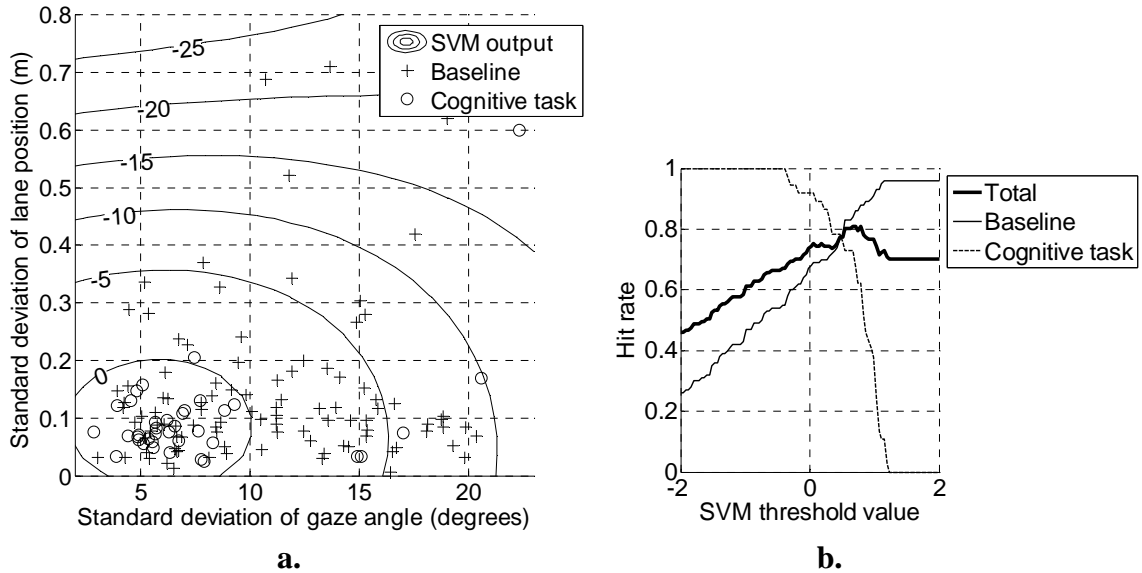 Standard deviation of lane position (m)
0.8
0.7
0.6
0.5
0.4
0.3
0.2
0.1
0
-25
-20
-15
-10
-5
0
SVM output
Baseline
Cognitive task
5
10
15
20
Standard deviation of gaze angle (degrees)
a.
Hit rate
1
0.8
0.6
0.4
0.2
0
-2
0
2
SVM threshold value
Total
Baseline
Cognitive task
b.